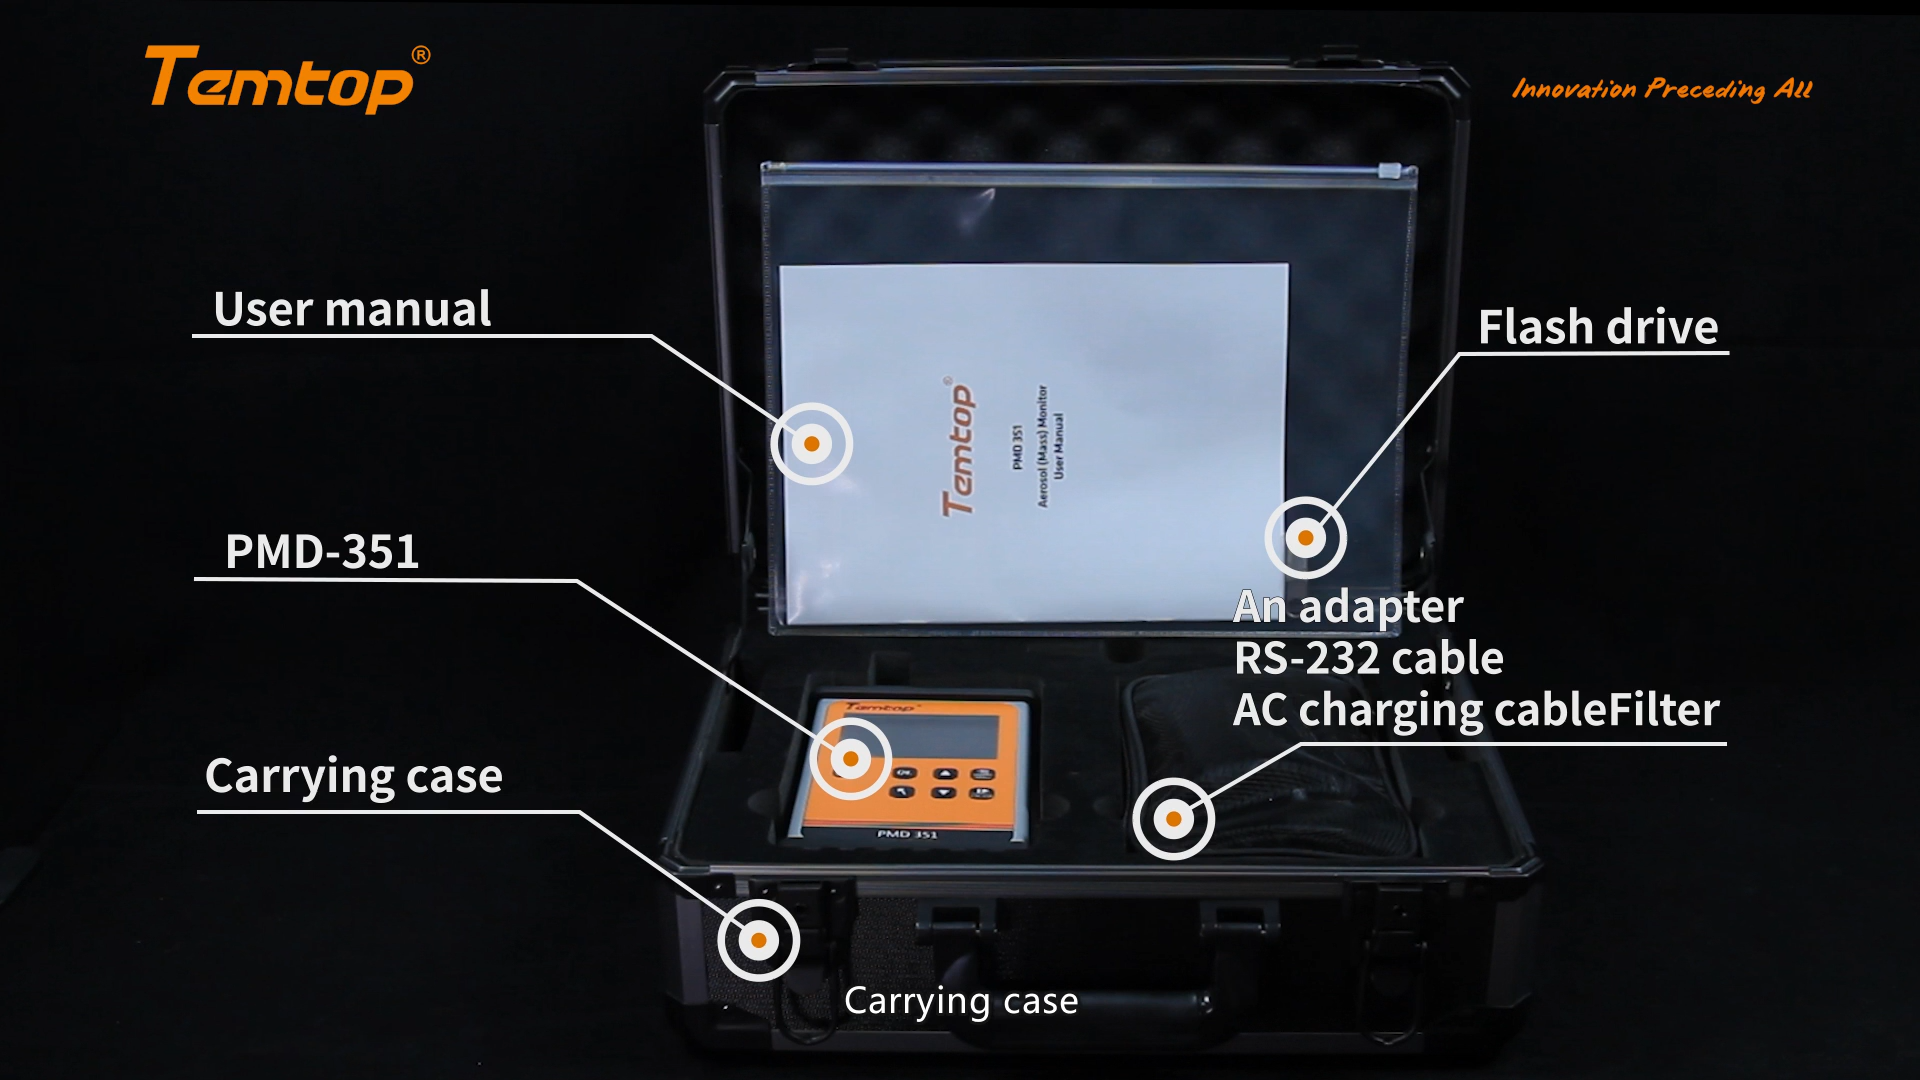 Temtop®
Innovation Preceding All
User manual
Flash drive
Temtop®
PMD 351
Aerosol (Mass) Monitor
User Manual
PMD-351
An adapter
RS-232 cable
AC charging cableFilter
Temtop
OK
PMD 351
Carrying case
Carrying case